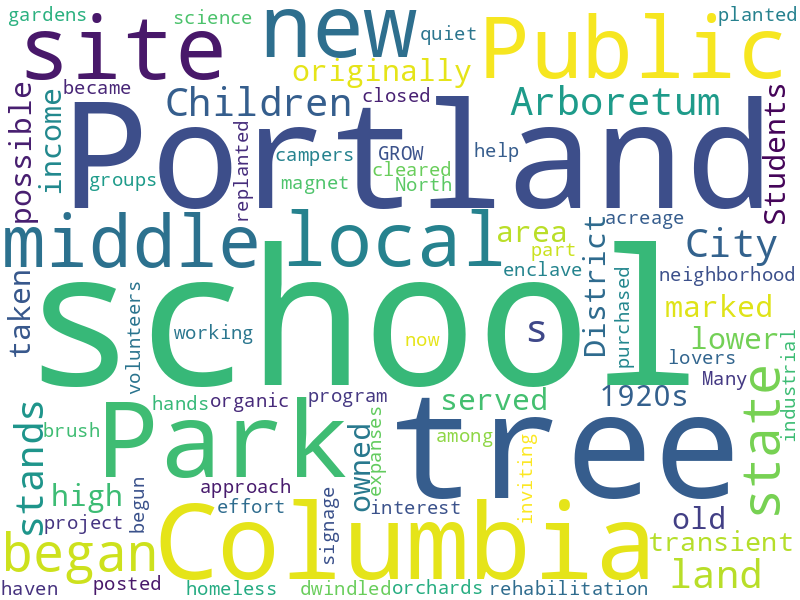 gardens
science
planted
site
new
quiet
Public
originally
became
Children
closed
Arboretum
possible
income
Portland
Students
replanted
campers
GROW
help
groups
magnet
cleared
North
middle
local
area
acreage
part
City
enclave
District
neighborhood
taken
school
purchased
volunteers
working
now
s
marked
lower
lovers
industrial
Many
hands
organic
program
served
1920s
state
stands
brush
Park
owned
expanses
tree
among
inviting
high
approach
effort
interest
old
project
begun
signage
Columbia
transient
began
land
haven
posted
homeless
dwindled
orchards
rehabilitation